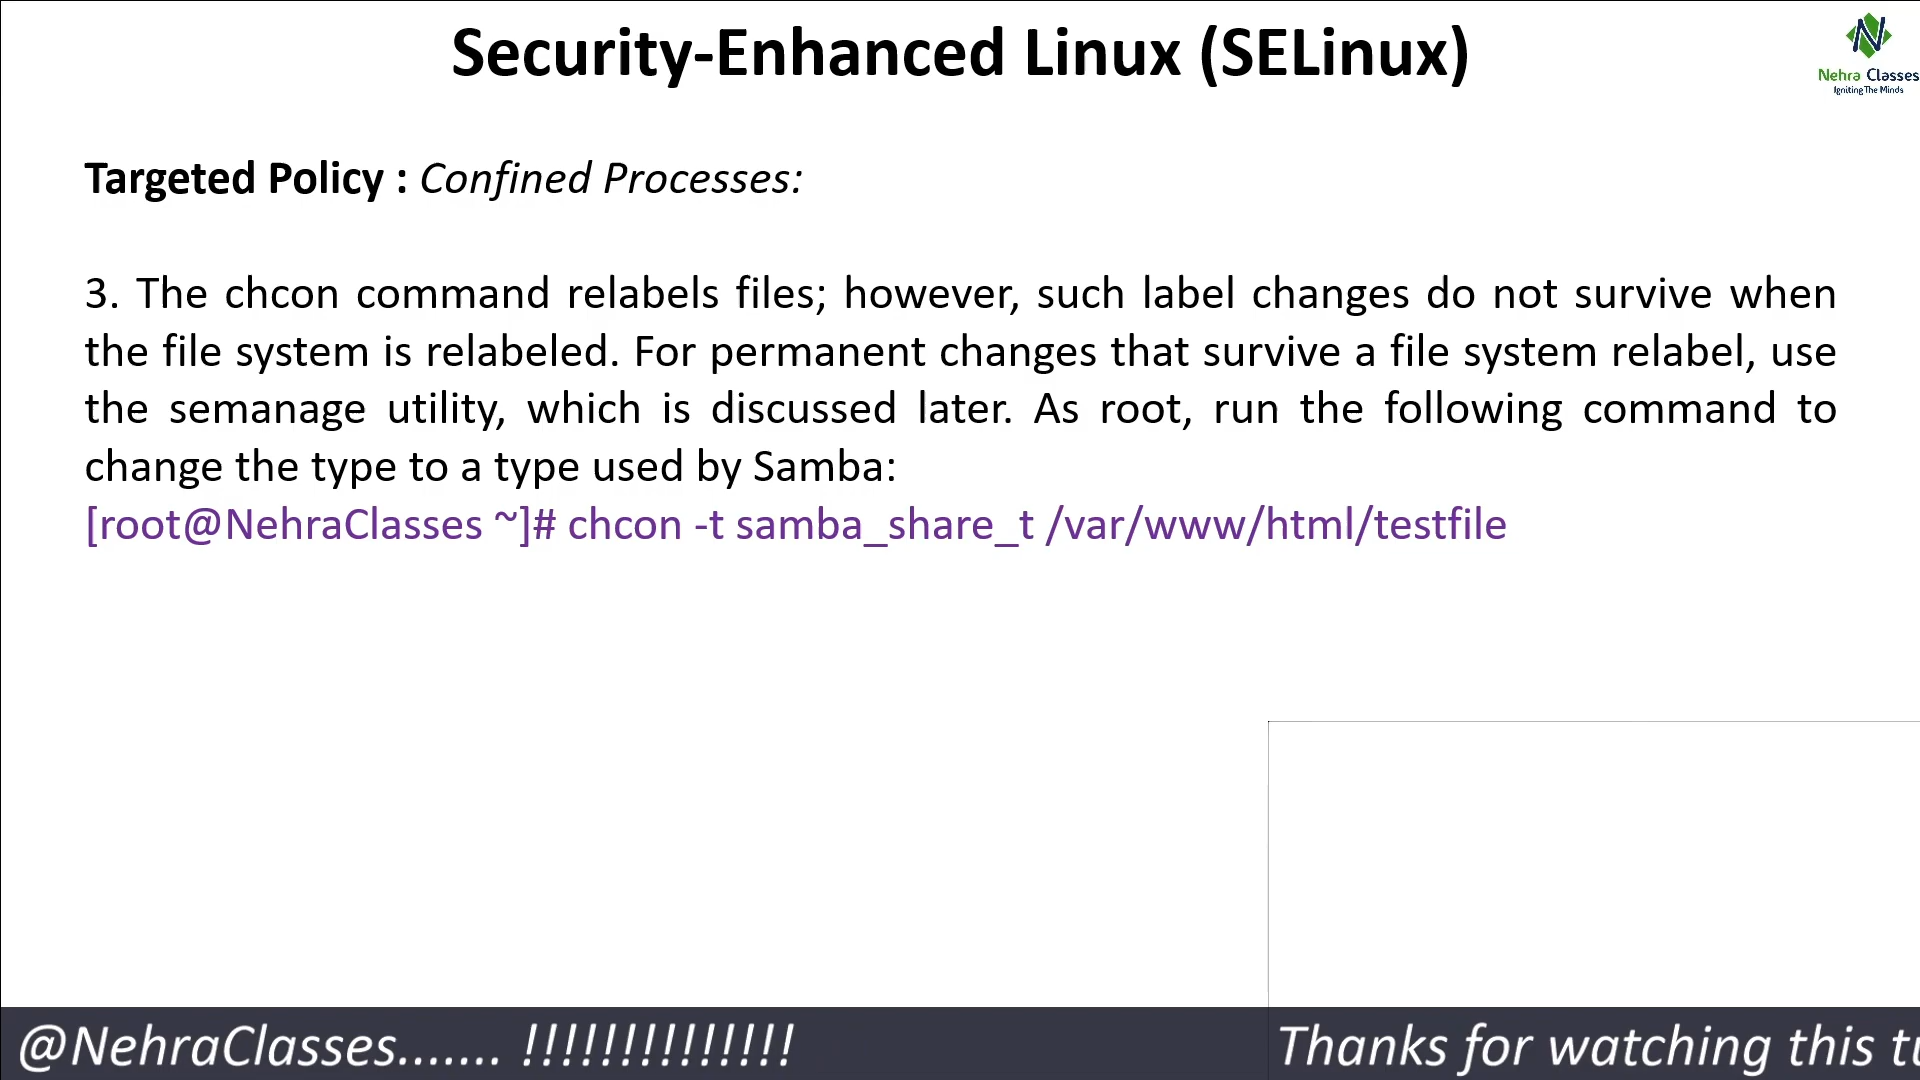 Security-Enhanced Linux (SELinux)
Nehra Classes
Igniting The Minds
Targeted Policy : Confined Processes:
3. The chcon command relabels files; however, such label changes do not survive when
the file system is relabeled. For permanent changes that survive a file system relabel, use
the semanage utility, which is discussed later. As root, run the following command to
change the type to a type used by Samba:
[root@NehraClasses ~]# chcon -t samba_share_t /var/www/html/testfile
@NehraClasses....... !!!!!!!!!!!!!! Thanks for watching this